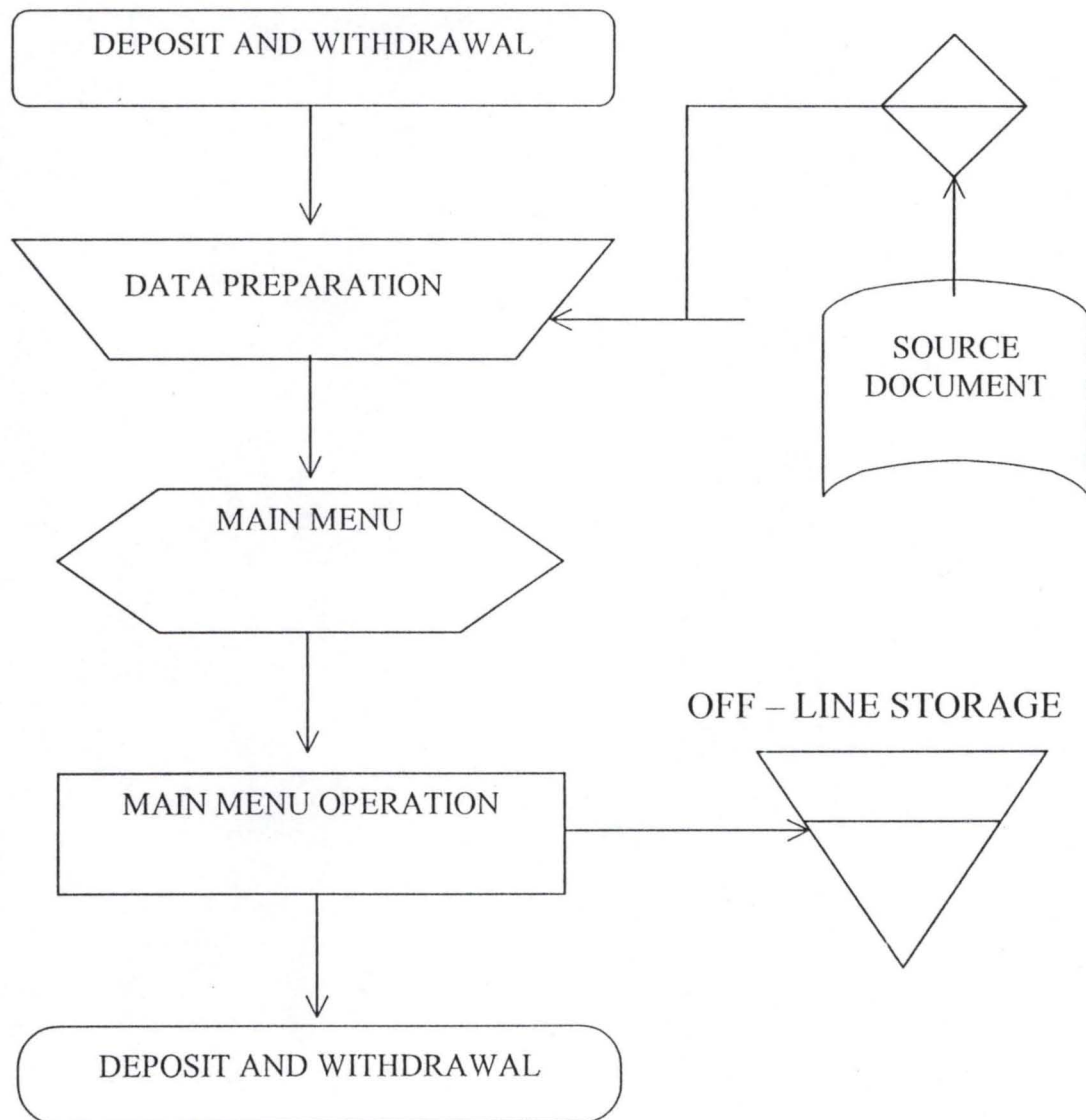 DEPOSIT AND WITHDRAWAL
DATA PREPARATION
SOURCE
DOCUMENT
MAIN MENU
OFF – LINE STORAGE
MAIN MENU OPERATION
DEPOSIT AND WITHDRAWAL